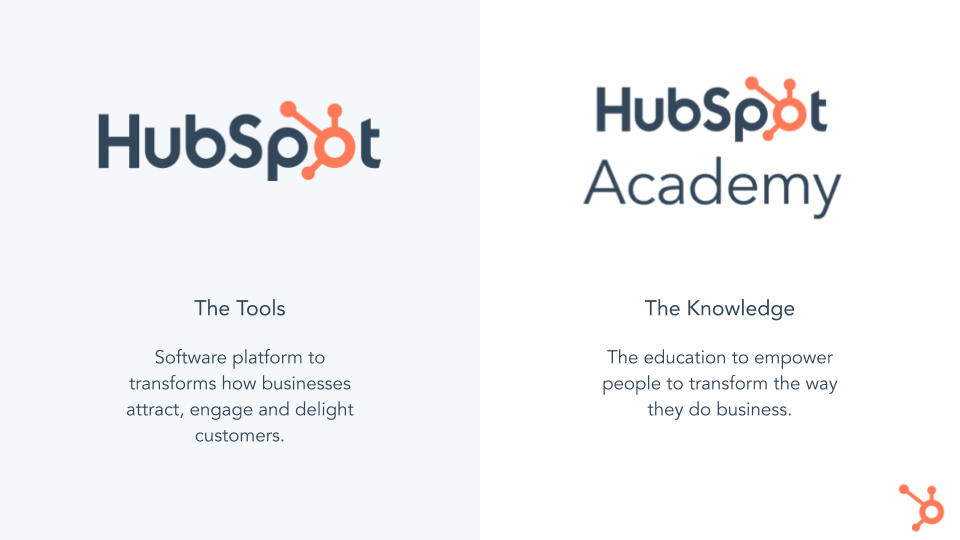 HubSpot
The Tools
Software platform to
transforms how businesses
attract, engage and delight
customers.
HubSpot
Academy
The Knowledge
The education to empower
people to transform the way
they do business.